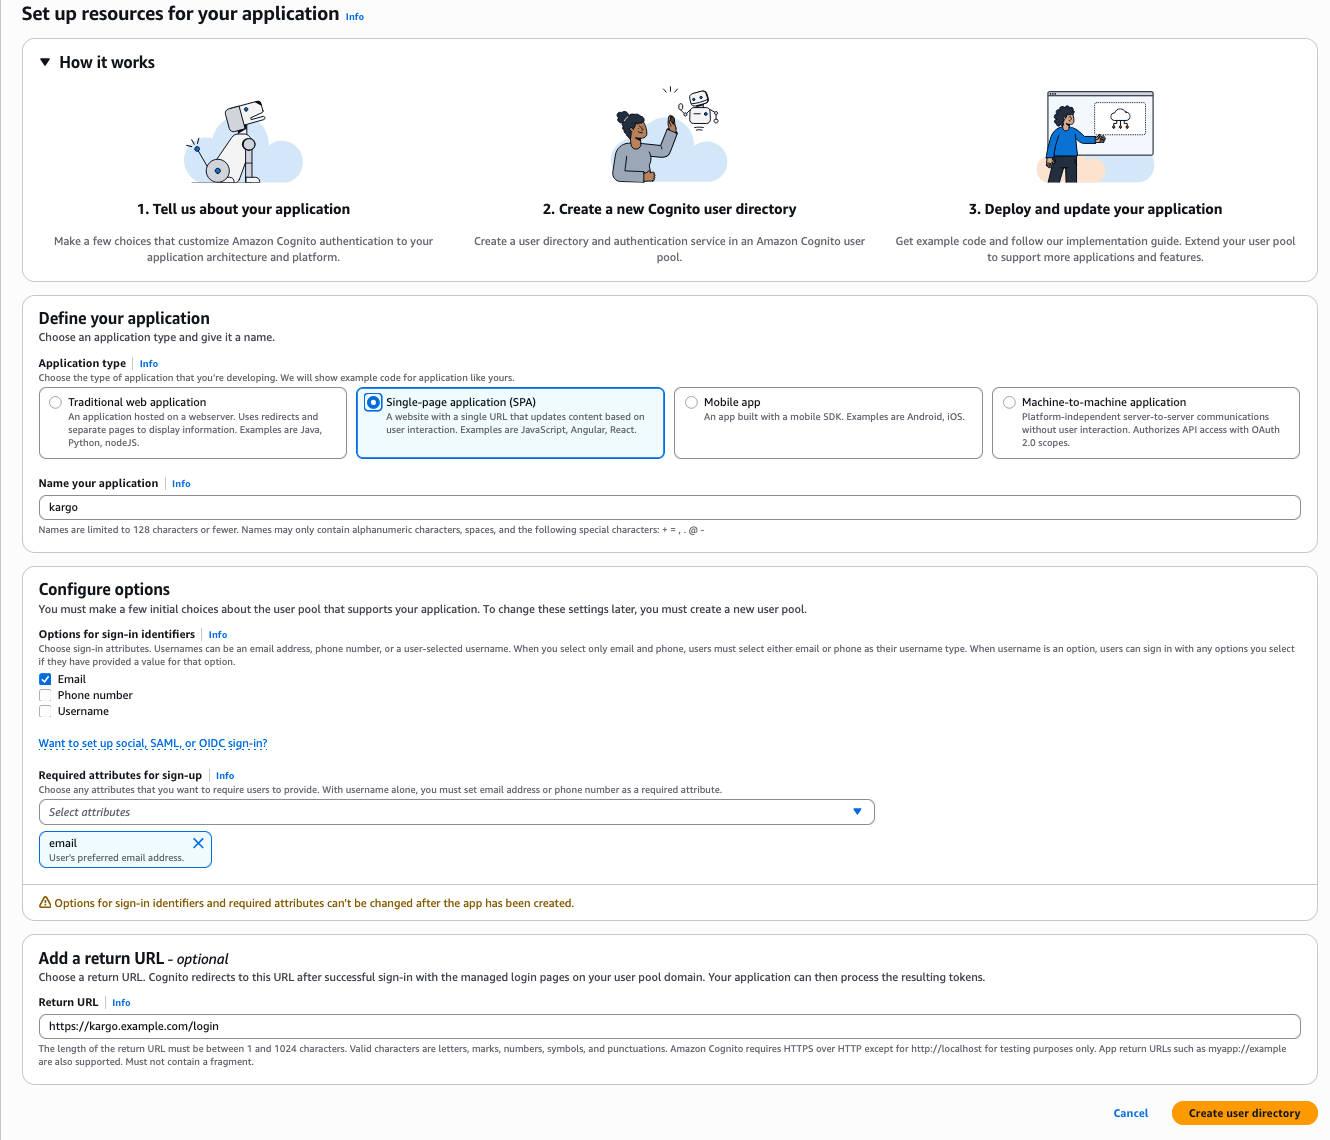 Set up resources for your application Info
How it works
1. Tell us about your application
Make a few choices that customize Amazon Cognito authentication to your
application architecture and platform.
2. Create a new Cognito user directory
Create a user directory and authentication service in an Amazon Cognito user
pool.
3. Deploy and update your application
Get example code and follow our implementation guide. Extend your user pool
to support more applications and features.
Define your application
Choose an application type and give it a name.
Application type Info
Choose the type of application that you're developing. We will show example code for application like yours.
Traditional web application
An application hosted on a webserver. Uses redirects and
separate pages to display information. Examples are Java,
Python, nodeJS.
Single-page application (SPA)
A website with a single URL that updates content based on
user interaction. Examples are JavaScript, Angular, React.
Mobile app
An app built with a mobile SDK. Examples are Android, iOS.
Machine-to-machine application
Platform-independent server-to-server communications
without user interaction. Authorizes API access with OAuth
2.0 scopes.
Name your application Info
kargo
Names are limited to 128 characters or fewer. Names may only contain alphanumeric characters, spaces, and the following special characters: + = , . @ -
Configure options
You must make a few initial choices about the user pool that supports your application. To change these settings later, you must create a new user pool.
Options for sign-in identifiers Info
Choose sign-in attributes. Usernames can be an email address, phone number, or a user-selected username. When you select only email and phone, users must select either email or phone as their username type. When username is an option, users can sign in with any options you select
if they have provided a value for that option.
Email
Phone number
Username
Want to set up social, SAML, or OIDC sign-in?
Required attributes for sign-up Info
Choose any attributes that you want to require users to provide. With username alone, you must set email address or phone number as a required attribute.
Select attributes
email
User's preferred email address.
Options for sign-in identifiers and required attributes can't be changed after the app has been created.
Add a return URL - optional
Choose a return URL. Cognito redirects to this URL after successful sign-in with the managed login pages on your user pool domain. Your application can then process the resulting tokens.
Return URL Info
https://kargo.example.com/login
The length of the return URL must be between 1 and 1024 characters. Valid characters are letters, marks, numbers, symbols, and punctuations. Amazon Cognito requires HTTPS over HTTP except for http://localhost for testing purposes only. App return URLs such as myapp://example
are also supported. Must not contain a fragment.
Cancel
Create user directory